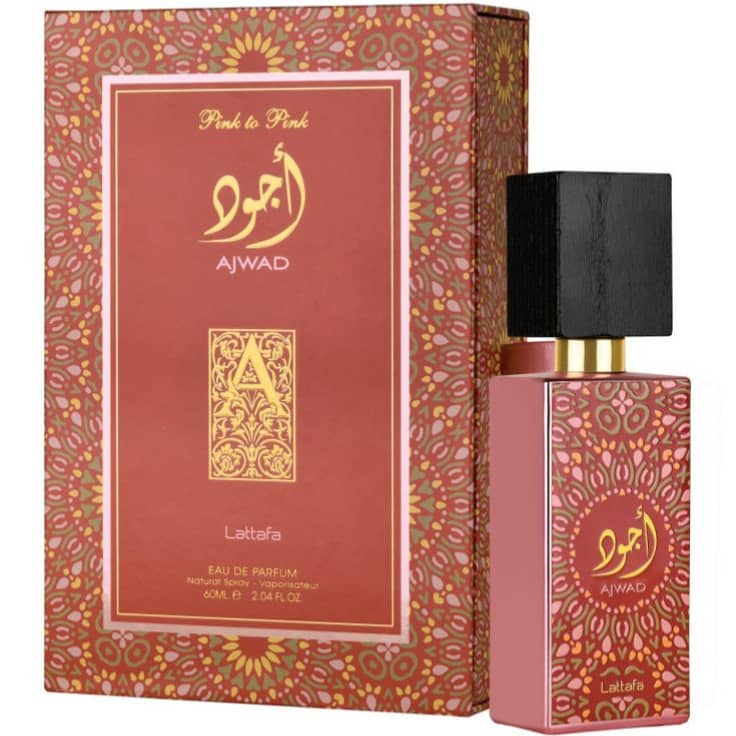 Pink to Pink
أجود
AJWAD
A
Lattafa
EAU DE PARFUM
Natural Spray - Vaporisateur
60ML ℮ 2.04 FL.OZ.
أجود
AJWAD
Lattafa